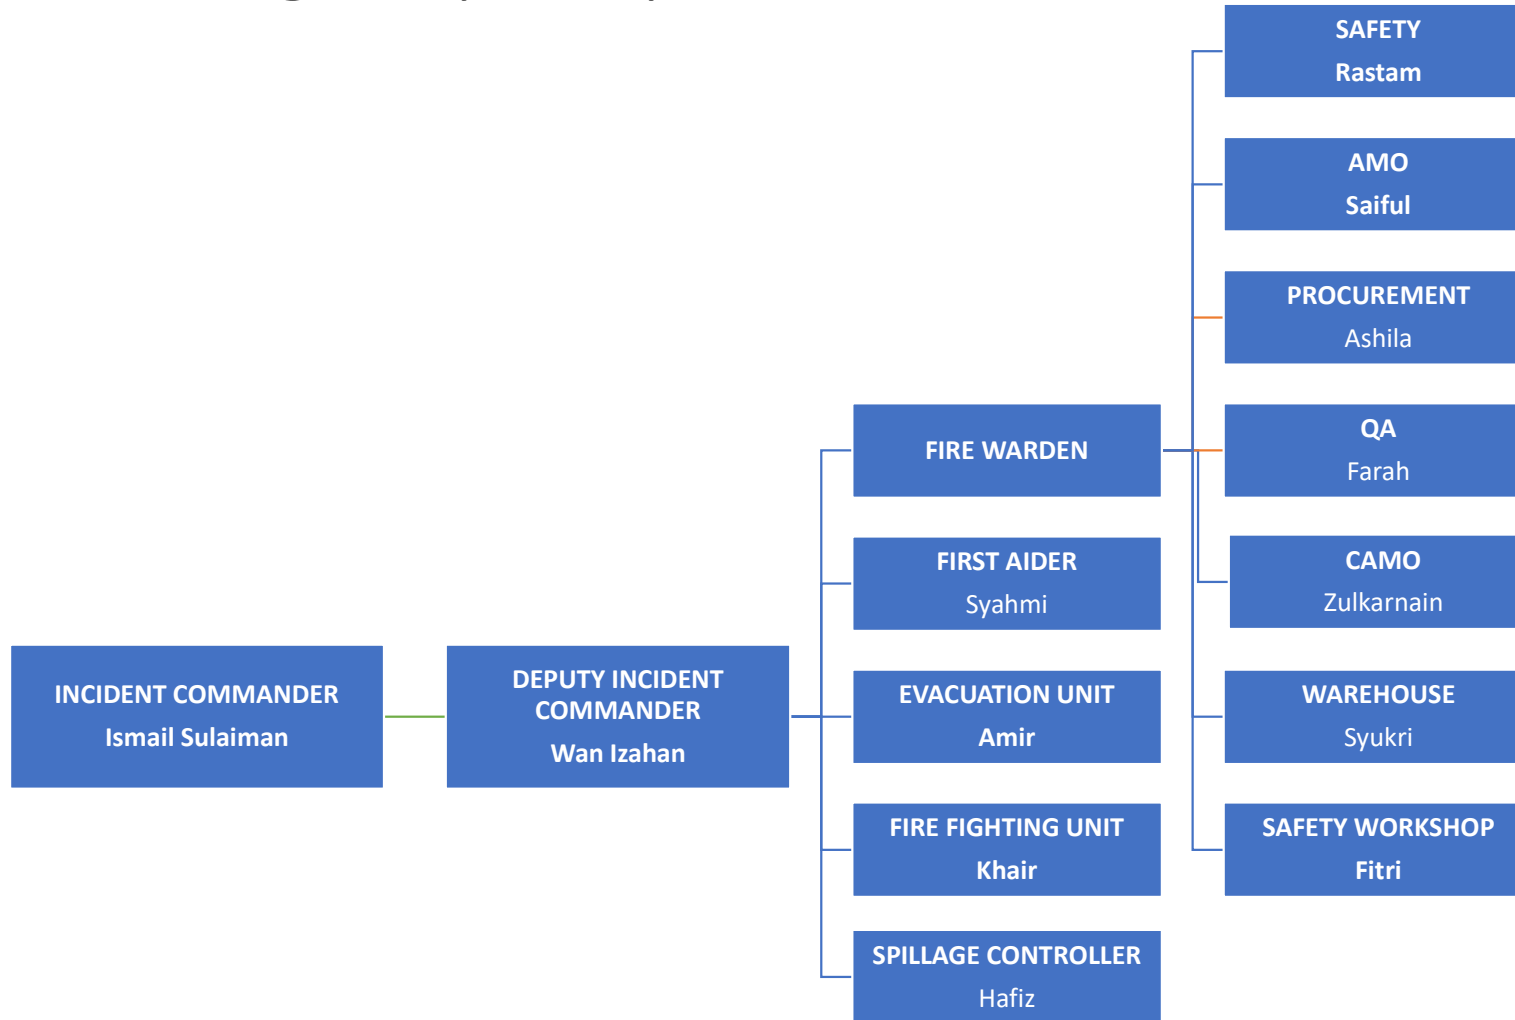 SAFETY
Rastam
AMO
Saiful
PROCUREMENT
Ashila
FIRE WARDEN
QA
Farah
FIRST AIDER
Syahmi
CAMO
Zulkarnain
INCIDENT COMMANDER
Ismail Sulaiman
DEPUTY INCIDENT
COMMANDER
Wan Izahan
EVACUATION UNIT
Amir
WAREHOUSE
Syukri
FIRE FIGHTING UNIT
Khair
SAFETY WORKSHOP
Fitri
SPILLAGE CONTROLLER
Hafiz